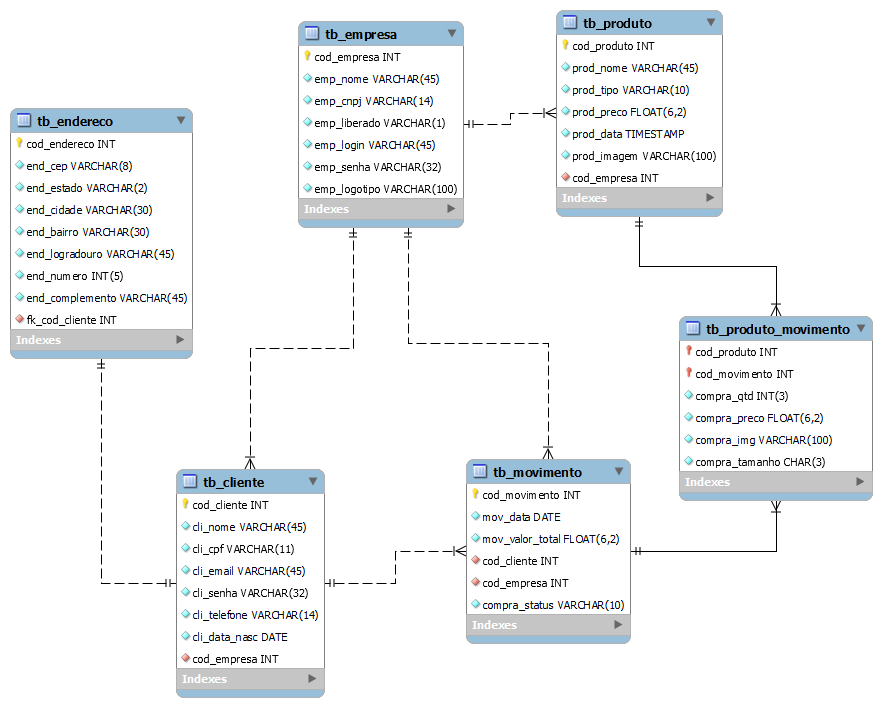 tb_empresa
cod_empresa INT
emp_nome VARCHAR(45)
emp_cnpj VARCHAR(14)
emp_liberado VARCHAR(1)
emp_login VARCHAR(45)
emp_senha VARCHAR(32)
emp_logotipo VARCHAR(100)
Indexes
tb_produto
cod_produto INT
prod_nome VARCHAR(45)
prod_tipo VARCHAR(10)
prod_preco FLOAT(6,2)
prod_data TIMESTAMP
prod_imagem VARCHAR(100)
cod_empresa INT
Indexes
tb_endereco
cod_endereco INT
end_cep VARCHAR(8)
end_estado VARCHAR(2)
end_cidade VARCHAR(30)
end_bairro VARCHAR(30)
end_logradouro VARCHAR(45)
end_numero INT(5)
end_complemento VARCHAR(45)
fk_cod_cliente INT
Indexes
tb_produto_movimento
cod_produto INT
cod_movimento INT
compra_qtd INT(3)
compra_preco FLOAT(6,2)
compra_img VARCHAR(100)
compra_tamanho CHAR(3)
Indexes
tb_cliente
cod_cliente INT
cli_nome VARCHAR(45)
cli_cpf VARCHAR(11)
cli_email VARCHAR(45)
cli_senha VARCHAR(32)
cli_telefone VARCHAR(14)
cli_data_nasc DATE
cod_empresa INT
Indexes
tb_movimento
cod_movimento INT
mov_data DATE
mov_valor_total FLOAT(6,2)
cod_cliente INT
cod_empresa INT
compra_status VARCHAR(10)
Indexes